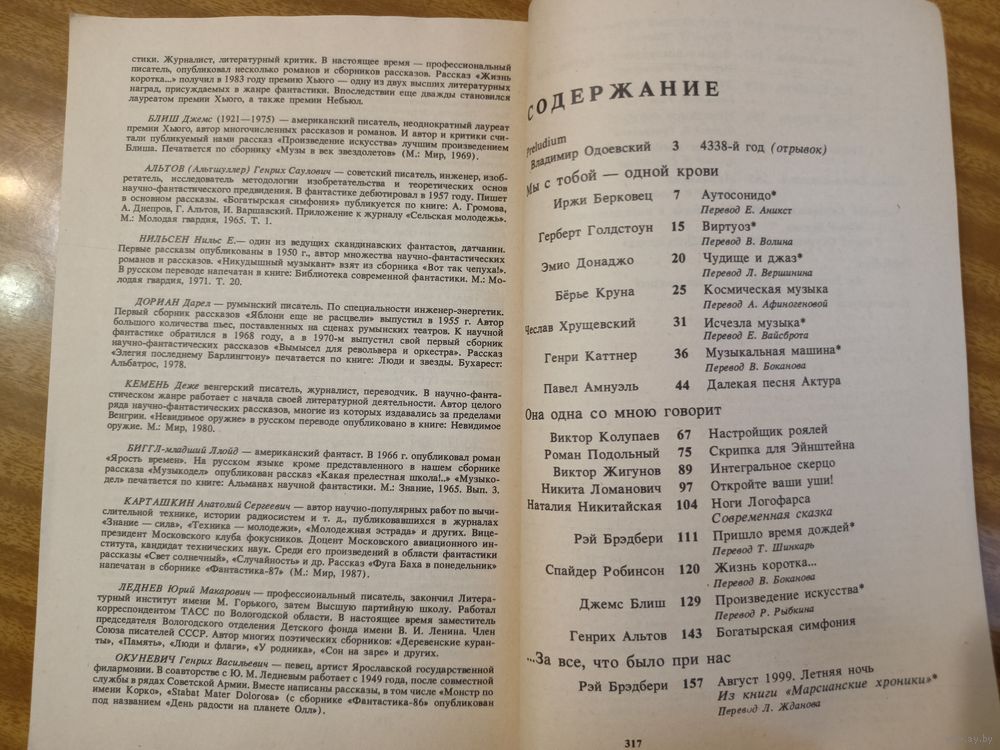 стики. Журналист, литературный критик. В настоящее время — профессиональный
писатель, опубликовал несколько романов и сборников рассказов. Рассказ «Жизнь
коротка...» получил в 1983 году премию Хьюго — одну из двух высших литературных
наград, присуждаемых в жанре фантастики. Впоследствии еще дважды становился
лауреатом премии Хьюго, а также премии Небьюл.
БЛИШ Джемс (1921—1975) — американский писатель, неоднократный лауреат
премии Хьюго, автор многочисленных рассказов и романов. И автор и критики счи-
тали публикуемый нами рассказ «Произведение искусства» лучшим произведением
Блиша. Печатается по сборнику «Музы в век звездолетов» (М.: Мир, 1969).
АЛЬТОВ (Альтшуллер) Генрих Саулович — советский писатель, инженер, изоб-
ретатель, исследователь методологии изобретательства и теоретических основ
научно-фантастического предвидения. В фантастике дебютировал в 1957 году. Пишет
в основном рассказы. «Богатырская симфония» публикуется по книге: А. Громова,
А. Днепров, Г. Альтов, И. Варшавский. Приложение к журналу «Сельская молодежь».
М.: Молодая гвардия, 1965. Т. 1.
НИЛЬСЕН Нильс Е.— один из ведущих скандинавских фантастов, датчанин.
Первые рассказы опубликованы в 1950 г., автор множества научно-фантастических
романов и рассказов. «Никудышный музыкант» взят из сборника «Вот так чепуха!».
В русском переводе напечатан в книге: Библиотека современной фантастики. М.: Мо-
лодая гвардия, 1971. Т. 20.
ДОРИАН Дарел — румынский писатель. По специальности инженер-энергетик.
Первый сборник рассказов «Яблони еще не расцвели» выпустил в 1955 г. Автор
большого количества пьес, поставленных на сценах румынских театров. К научной
фантастике обратился в 1968 году, а в 1970-м выпустил свой первый сборник
научно-фантастических рассказов «Вымысел для револьвера и оркестра». Рассказ
«Элегия последнему Барлингтону» печатается по книге: Люди и звезды. Бухарест:
Альбатрос, 1978.
КЕМЕНЬ Деже венгерский писатель, журналист, переводчик. В научно-фанта-
стическом жанре работает с начала своей литературной деятельности. Автор целого
ряда научно-фантастических рассказов, многие из которых издавались за пределами
Венгрии. «Невидимое оружие» в русском переводе опубликовано в книге: Невидимое
оружие. М.: Мир, 1980.
БИГГЛ-младший Ллойд — американский фантаст. В 1966 г. опубликовал роман
«Ярость времен». На русском языке кроме представленного в нашем сборнике
рассказа «Музыкодел» опубликован рассказ «Какая прелестная школа!..» «Музыко-
дел» печатается по книге: Альманах научной фантастики. М.: Знание, 1965. Вып. 3.
КАРТАШКИН Анатолий Сергеевич — автор научно-популярных работ по вычи-
слительной технике, истории радиосистем и т. д., публиковавшихся в журналах
«Знание — сила», «Техника — молодежи», «Молодежная эстрада» и других. Вице-
президент Московского клуба фокусников. Доцент Московского авиационного ин-
ститута, кандидат технических наук. Среди его произведений в области фантастики
рассказы «Свет солнечный», «Случайность» и др. Рассказ «Фуга Баха в понедельник»
напечатан в сборнике «Фантастика-87» (М.: Мир, 1987).
ЛЕДНЕВ Юрий Макарович — профессиональный писатель, закончил Литера-
турный институт имени М. Горького, затем Высшую партийную школу. Работал
корреспондентом ТАСС по Вологодской области. В настоящее время заместитель
председателя Вологодского отделения Детского фонда имени В. И. Ленина. Член
Союза писателей СССР. Автор многих поэтических сборников: «Деревенские куран-
ты», «Память», «Люди и флаги», «У родника», «Сон на заре» и других.
ОКУНЕВИЧ Генрих Васильевич — певец, артист Ярославской государственной
филармонии. В соавторстве с Ю. М. Ледневым работает с 1949 года, после совместной
службы в рядах Советской Армии. Вместе написаны рассказы, в том числе «Монстр по
имени Корко», «Stabat Mater Dolorosa» (с сборнике «Фантастика-86» опубликован
под названием «День радости на планете Олл»).
СОДЕРЖАНИЕ
Preludium
Владимир Одоевский 3 4338-й год (отрывок)
Мы с тобой — одной крови
Иржи Берковец 7 Аутосонидо*
Перевод Е. Аникст
Герберт Голдстоун 15 Виртуоз*
Перевод В. Волина
Эмио Донаджо 20 Чудище и джаз*
Перевод Л. Вершинина
Бёрье Круна 25 Космическая музыка
Перевод А. Афиногеновой
Чеслав Хрущевский 31 Исчезла музыка*
Перевод Е. Вайсброта
Генри Каттнер 36 Музыкальная машина*
Перевод В. Боканова
Павел Амнуэль 44 Далекая песня Актура
Она одна со мною говорит
Виктор Колупаев 67 Настройщик роялей
Роман Подольный 75 Скрипка для Эйнштейна
Виктор Жигунов 89 Интегральное скерцо
Никита Ломанович 97 Откройте ваши уши!
Наталия Никитайская 104 Ноги Логофарса
Современная сказка
Рэй Брэдбери 111 Пришло время дождей*
Перевод Т. Шинкарь
Спайдер Робинсон 120 Жизнь коротка...
Перевод В. Боканова
Джемс Блиш 129 Произведение искусства*
Перевод Р. Рыбкина
Генрих Альтов 143 Богатырская симфония
...За все, что было при нас
Рэй Брэдбери 157 Август 1999. Летняя ночь
Из книги «Марсианские хроники»*
Перевод Л. Жданова
317